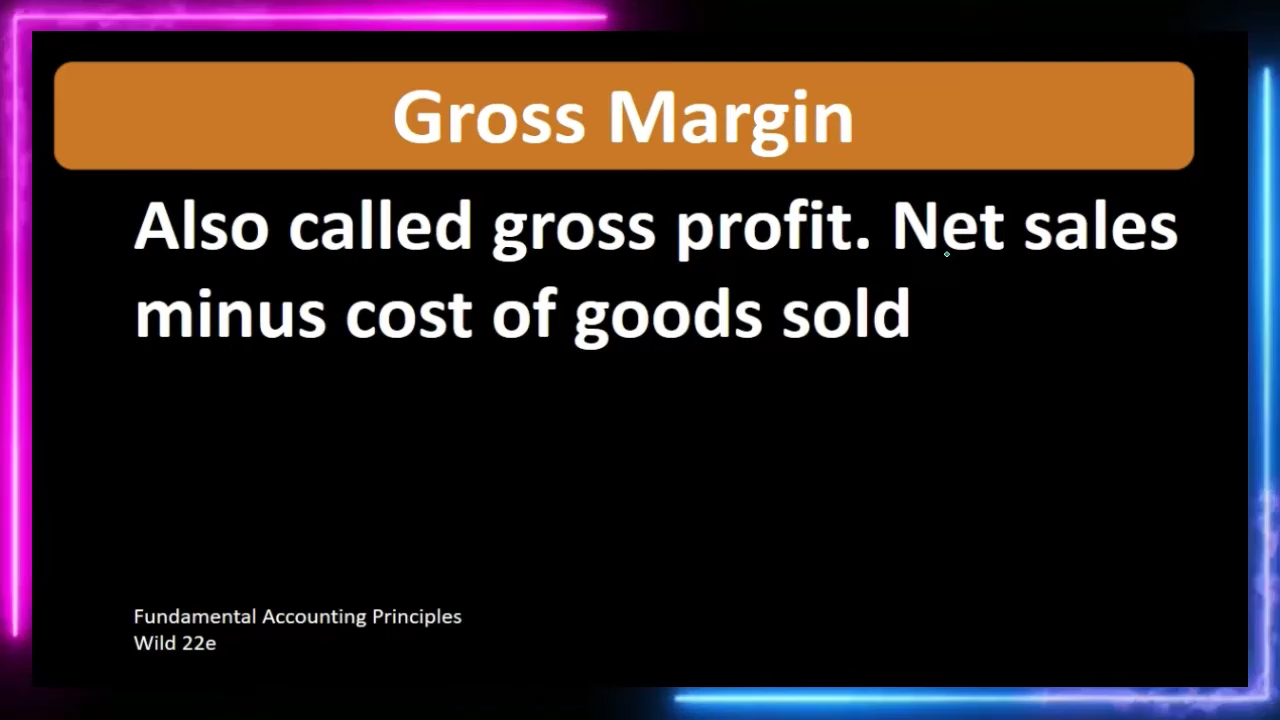 Gross Margin
Also called gross profit. Net sales
minus cost of goods sold
Fundamental Accounting Principles
Wild 22e